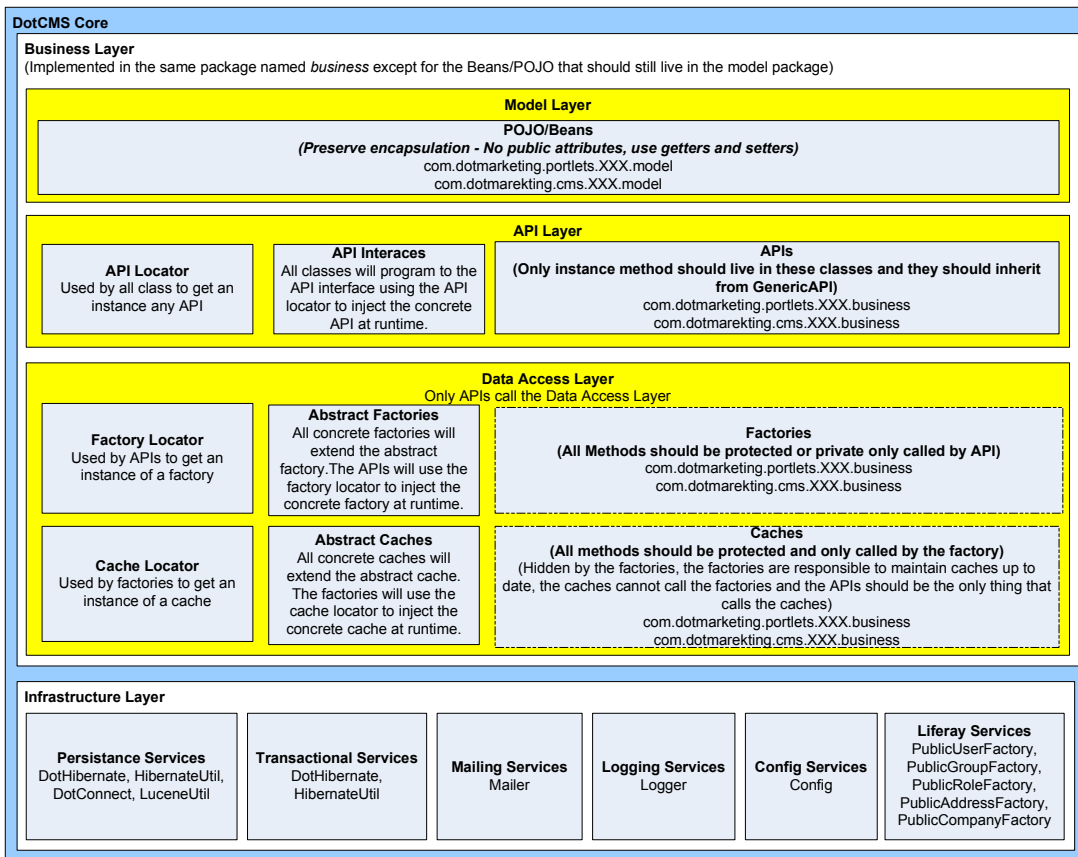 DotCMS Core
Business Layer
(Implemented in the same package named business except for the Beans/POJO that should still live in the model package)
Model Layer
POJO/Beans
(Preserve encapsulation - No public attributes, use getters and setters)
com.dotmarketing.portlets.XXX.model
com.dotmarekting.cms.XXX.model
API Layer
API Locator
Used by all class to get an
instance any API
API Interaces
All classes will program to the
API interface using the API
locator to inject the concrete
API at runtime.
APIs
(Only instance method should live in these classes and they should inherit
from GenericAPI)
com.dotmarketing.portlets.XXX.business
com.dotmarekting.cms.XXX.business
Data Access Layer
Only APIs call the Data Access Layer
Factory Locator
Used by APIs to get an
instance of a factory
Abstract Factories
All concrete factories will
extend the abstract
factory.The APIs will use the
factory locator to inject the
concrete factory at runtime.
Factories
(All Methods should be protected or private only called by API)
com.dotmarketing.portlets.XXX.business
com.dotmarekting.cms.XXX.business
Cache Locator
Used by factories to get an
instance of a cache
Abstract Caches
All concrete caches will
extend the abstract cache.
The factories will use the
cache locator to inject the
concrete cache at runtime.
Caches
(All methods should be protected and only called by the factory)
(Hidden by the factories, the factories are responsible to maintain caches up to
date, the caches cannot call the factories and the APIs should be the only thing that
calls the caches)
com.dotmarketing.portlets.XXX.business
com.dotmarekting.cms.XXX.business
Infrastructure Layer
Persistance Services
DotHibernate, HibernateUtil,
DotConnect, LuceneUtil
Transactional Services
DotHibernate,
HibernateUtil
Mailing Services
Mailer
Logging Services
Logger
Config Services
Config
Liferay Services
PublicUserFactory,
PublicGroupFactory,
PublicRoleFactory,
PublicAddressFactory,
PublicCompanyFactory